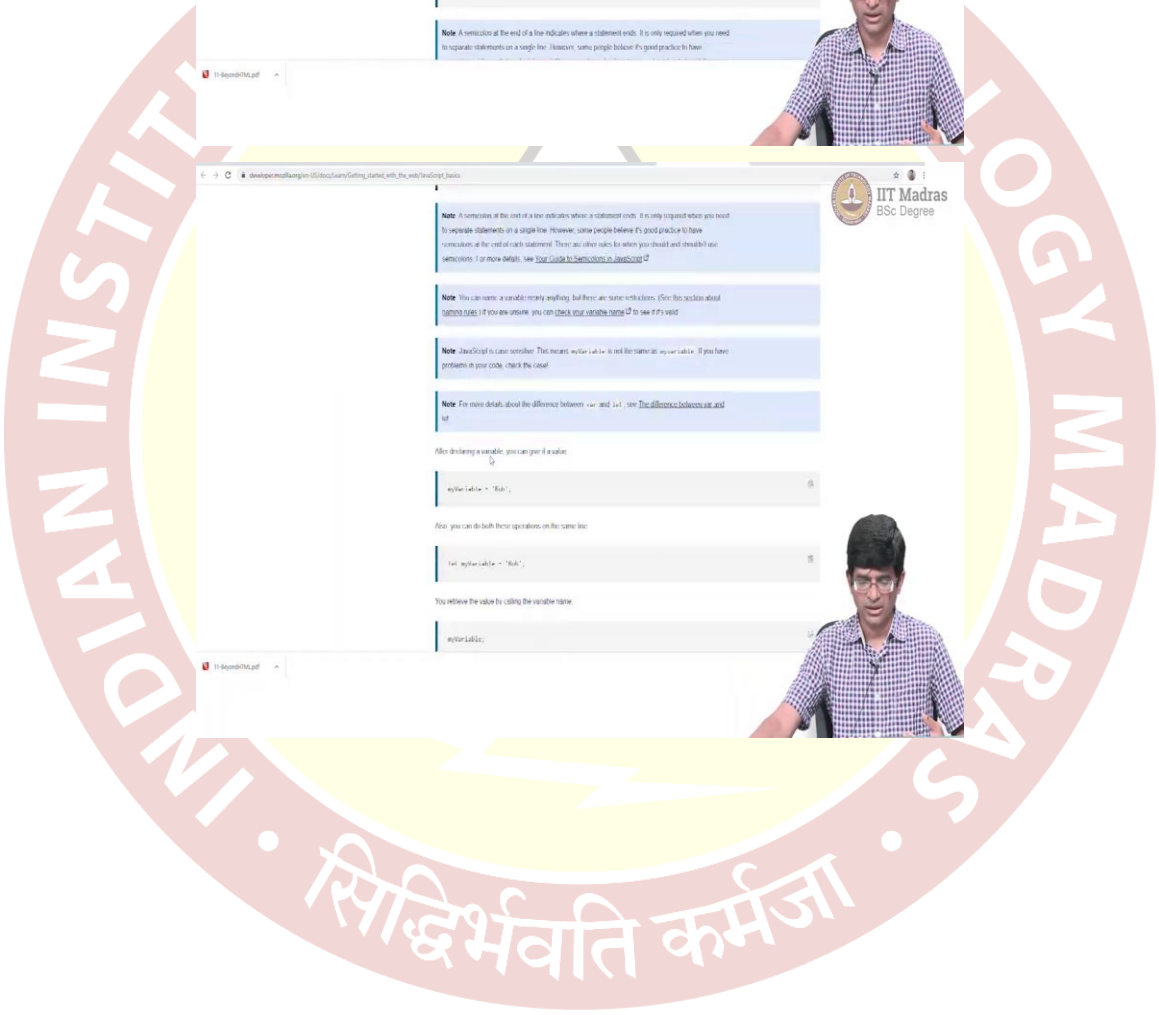 Note A semicolon at the end of a line indicates where a statement ends. It is only required when you need
to separate statements on a single line. However, some people believe it's good practice to have
11-BeyondHTML.pdf
developer.mozilla.org/en-US/docs/Learn/Getting_started_with_the_web/JavaScript_basics
IIT Madras
BSc Degree
Note A semicolon at the end of a line indicates where a statement ends. It is only required when you need
to separate statements on a single line. However, some people believe it's good practice to have
semicolons at the end of each statement. There are other rules for when you should and shouldn't use
semicolons. For more details, see Your Guide to Semicolons in JavaScript
Note You can name a variable nearly anything, but there are some restrictions. (See this section about
naming rules.) If you are unsure, you can check your variable name to see if it's valid
Note JavaScript is case sensitive. This means myVariable is not the same as myvariable. If you have
problems in your code, check the case!
Note For more details about the difference between var and let, see The difference between var and
let
After declaring a variable, you can give it a value
myVariable = 'Bob';
Also, you can do both these operations on the same line
let myVariable = 'Bob';
You retrieve the value by calling the variable name
myVariable;
11-BeyondHTML.pdf
INDIAN INSTIT
OLOGY MADRAS
सिद्धिर्भवति कर्मजा